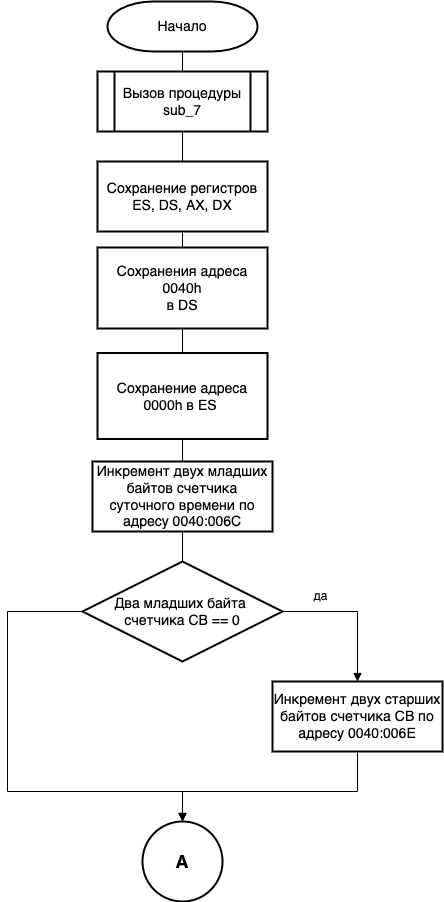 Начало
Вызов процедуры
sub_7
Сохранение регистров
ES, DS, AX, DX
Сохранения адреса
0040h
в DS
Сохранение адреса
0000h в ES
Инкремент двух младших
байтов счетчика
суточного времени по
адресу 0040:006C
Два младших байта
счетчика СВ == 0
да
Инкремент двух старших
байтов счетчика СВ по
адресу 0040:006E
А